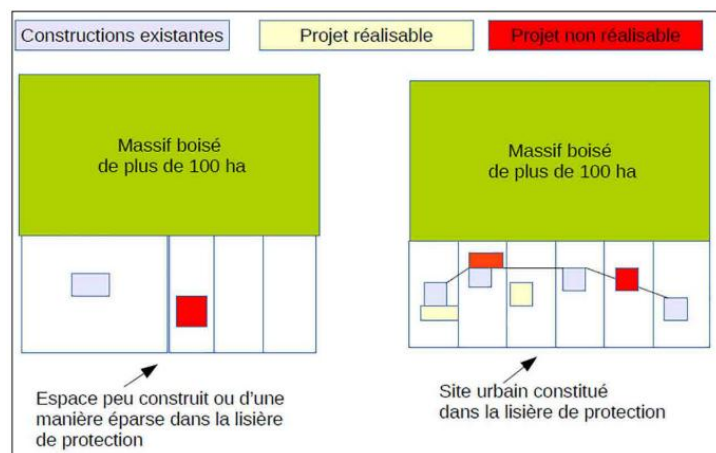 Constructions existantes
Projet réalisable
Projet non réalisable
Massif boisé
de plus de 100 ha
Massif boisé
de plus de 100 ha
Espace peu construit ou d'une
manière éparse dans la lisière
de protection
Site urbain constitué
dans la lisière de protection